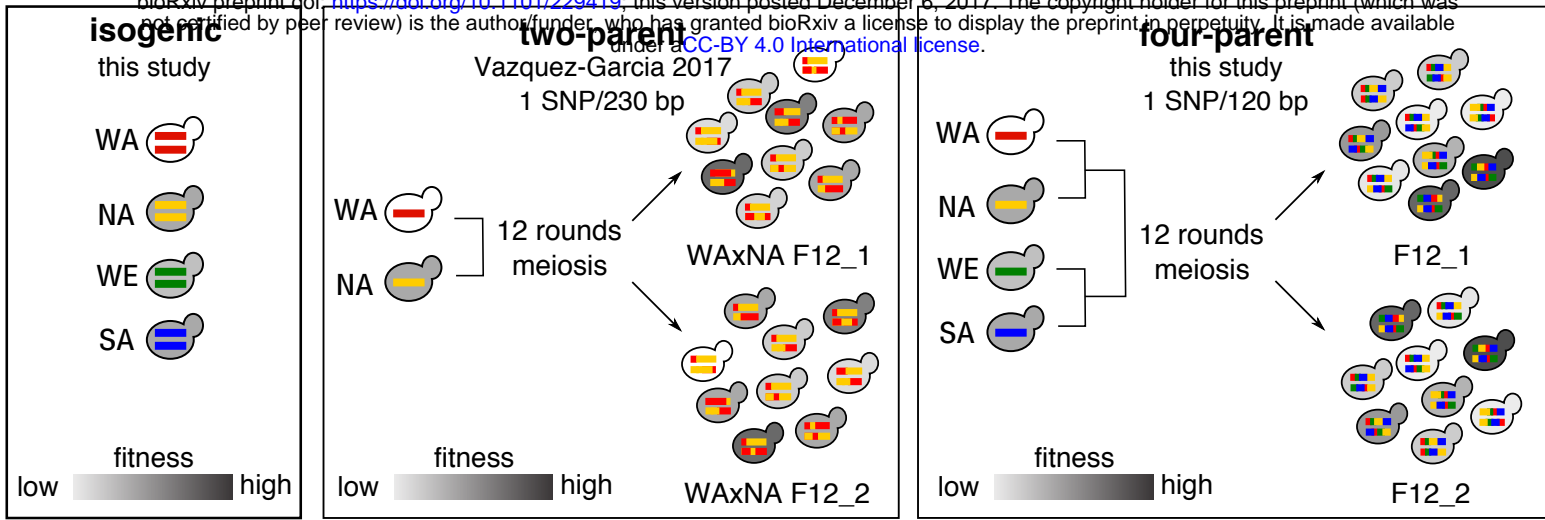 bioRxiv preprint doi: https://doi.org/10.1101/229419; this version posted December 6, 2017. The copyright holder for this preprint (which was
not certified by peer review) is the author/funder, who has granted bioRxiv a license to display the preprint in perpetuity. It is made available
under aCC-BY 4.0 International license.
isogenic
this study
WA
NA
WE
SA
fitness
low high
two-parent
Vazquez-Garcia 2017
1 SNP/230 bp
WA
NA
12 rounds
meiosis
WAxNA F12_1
WAxNA F12_2
fitness
low high
four-parent
this study
1 SNP/120 bp
WA
NA
WE
SA
12 rounds
meiosis
F12_1
F12_2
fitness
low high